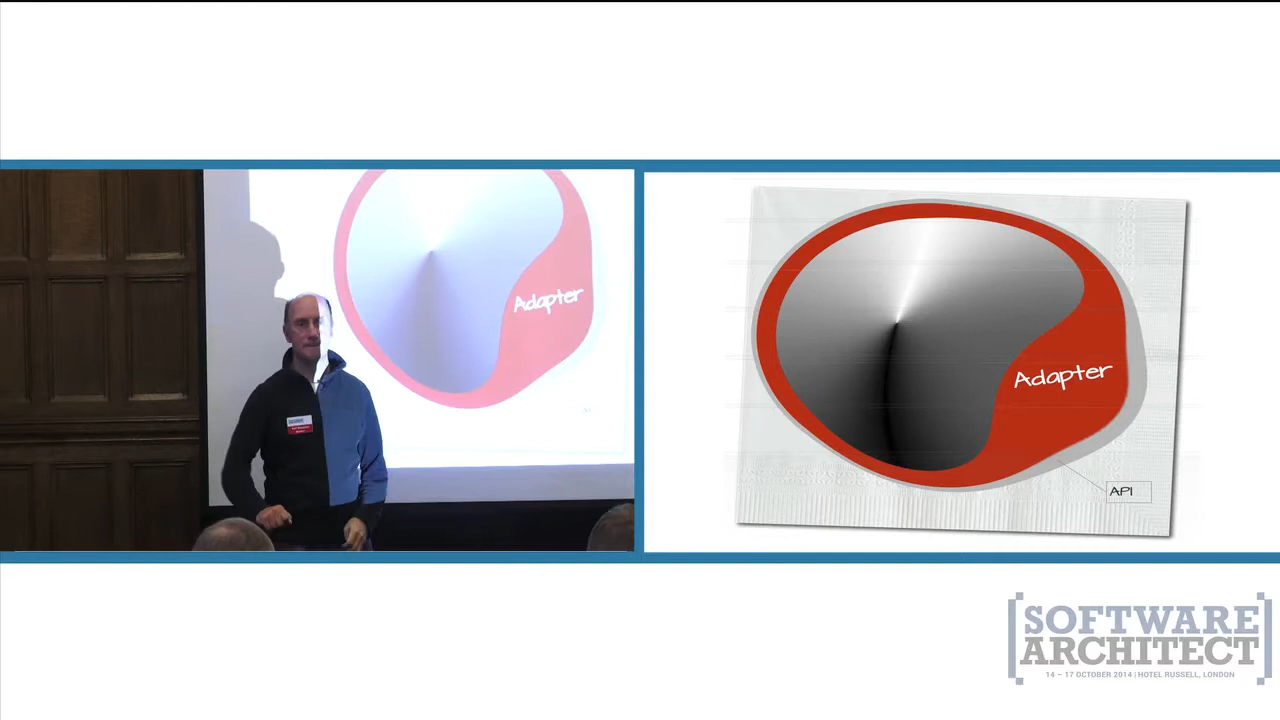 Adapter
Adapter
API
SOFTWARE
ARCHITECT
14 – 17 OCTOBER 2014 | HOTEL RUSSELL, LONDON